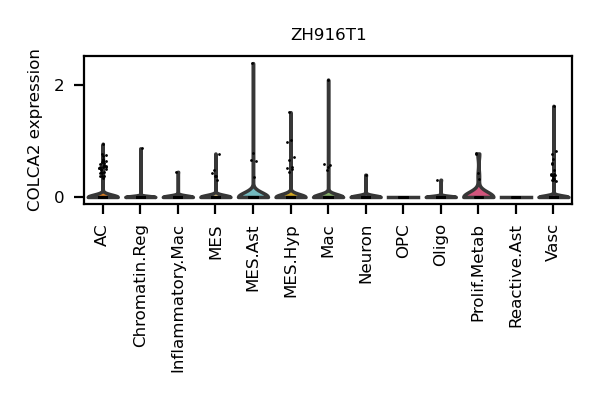 ZH916T1
COLCA2 expression
2
0
AC
Chromatin.Reg
Inflammatory.Mac
MES
MES.Ast
MES.Hyp
Mac
Neuron
OPC
Oligo
Prolif.Metab
Reactive.Ast
Vasc